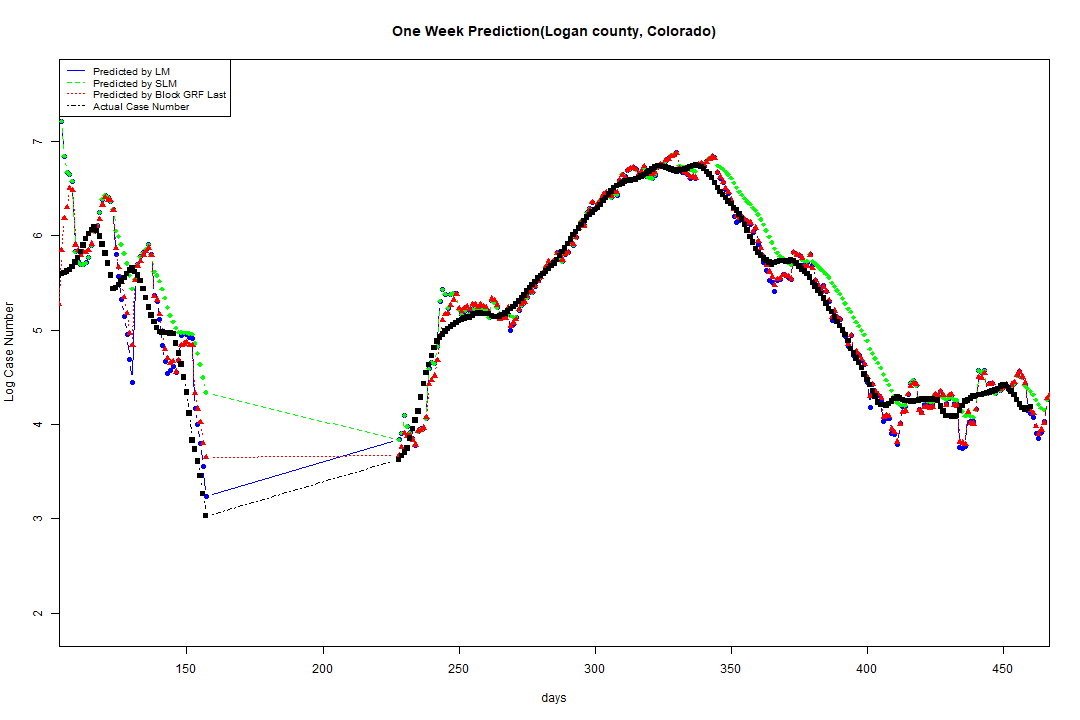 One Week Prediction(Logan county, Colorado)
Predicted by LM
Predicted by SLM
Predicted by Block GRF Last
Actual Case Number
7
6
5
4
3
2
Log Case Number
150
200
250
300
350
400
450
days